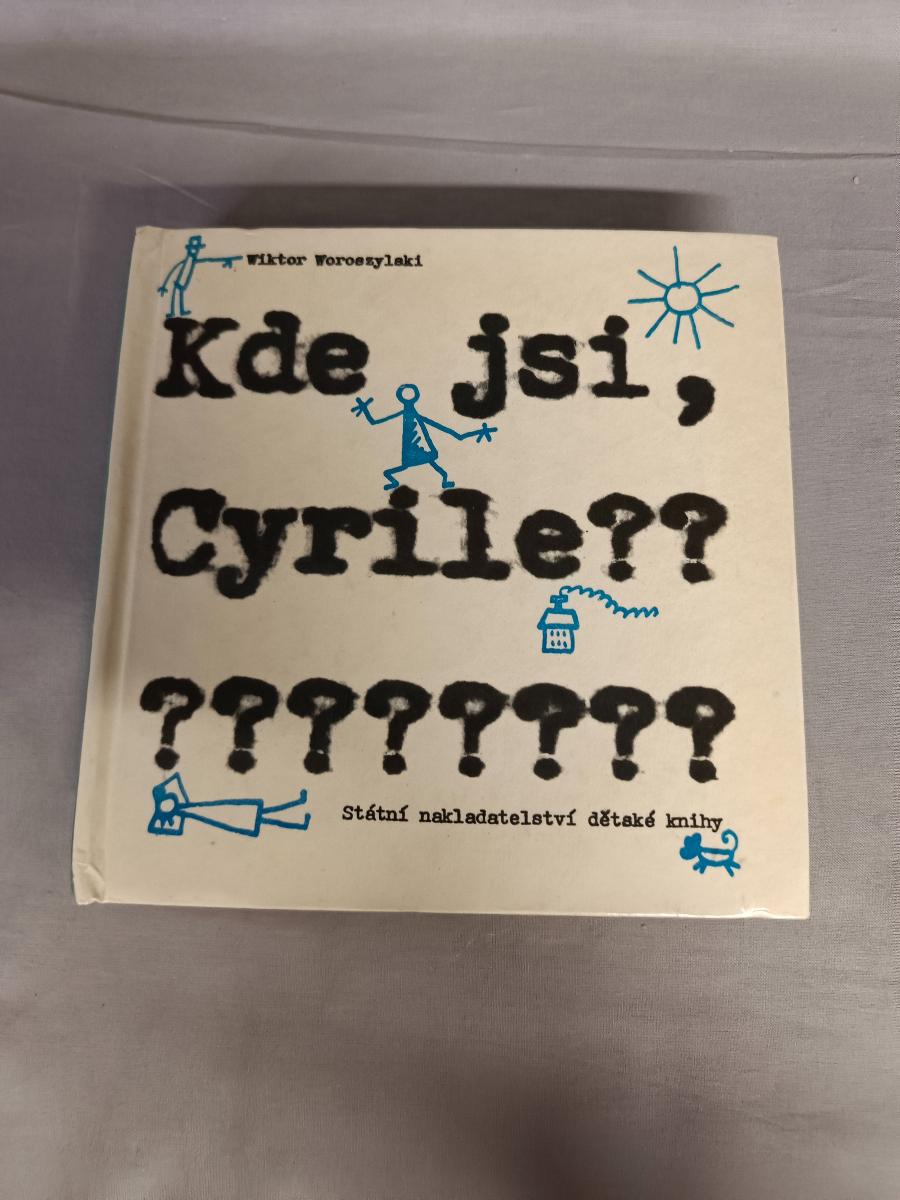 Wiktor Woroszylski
Kde jsi,
Cyrile??
????????
Státní nakladatelství dětské knihy